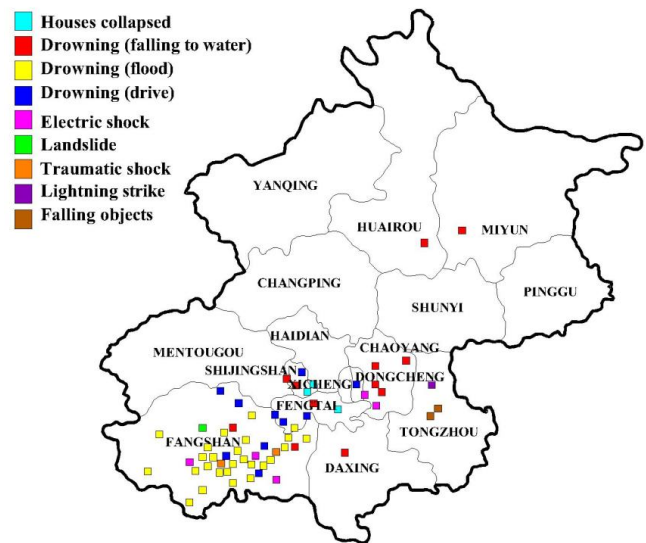 Houses collapsed
Drowning (falling to water)
Drowning (flood)
Drowning (drive)
Electric shock
Landslide
Traumatic shock
Lightning strike
Falling objects
YANQING
HUAIROU
MIYUN
CHANGPING
SHUNYI
PINGGU
HAIDIAN
MENTOUGOU
CHAOYANG
SHIJINGSHAN
DONGCHENG
XICHENG
FENGTAI
TONGZHOU
FANGSHAN
DAXING